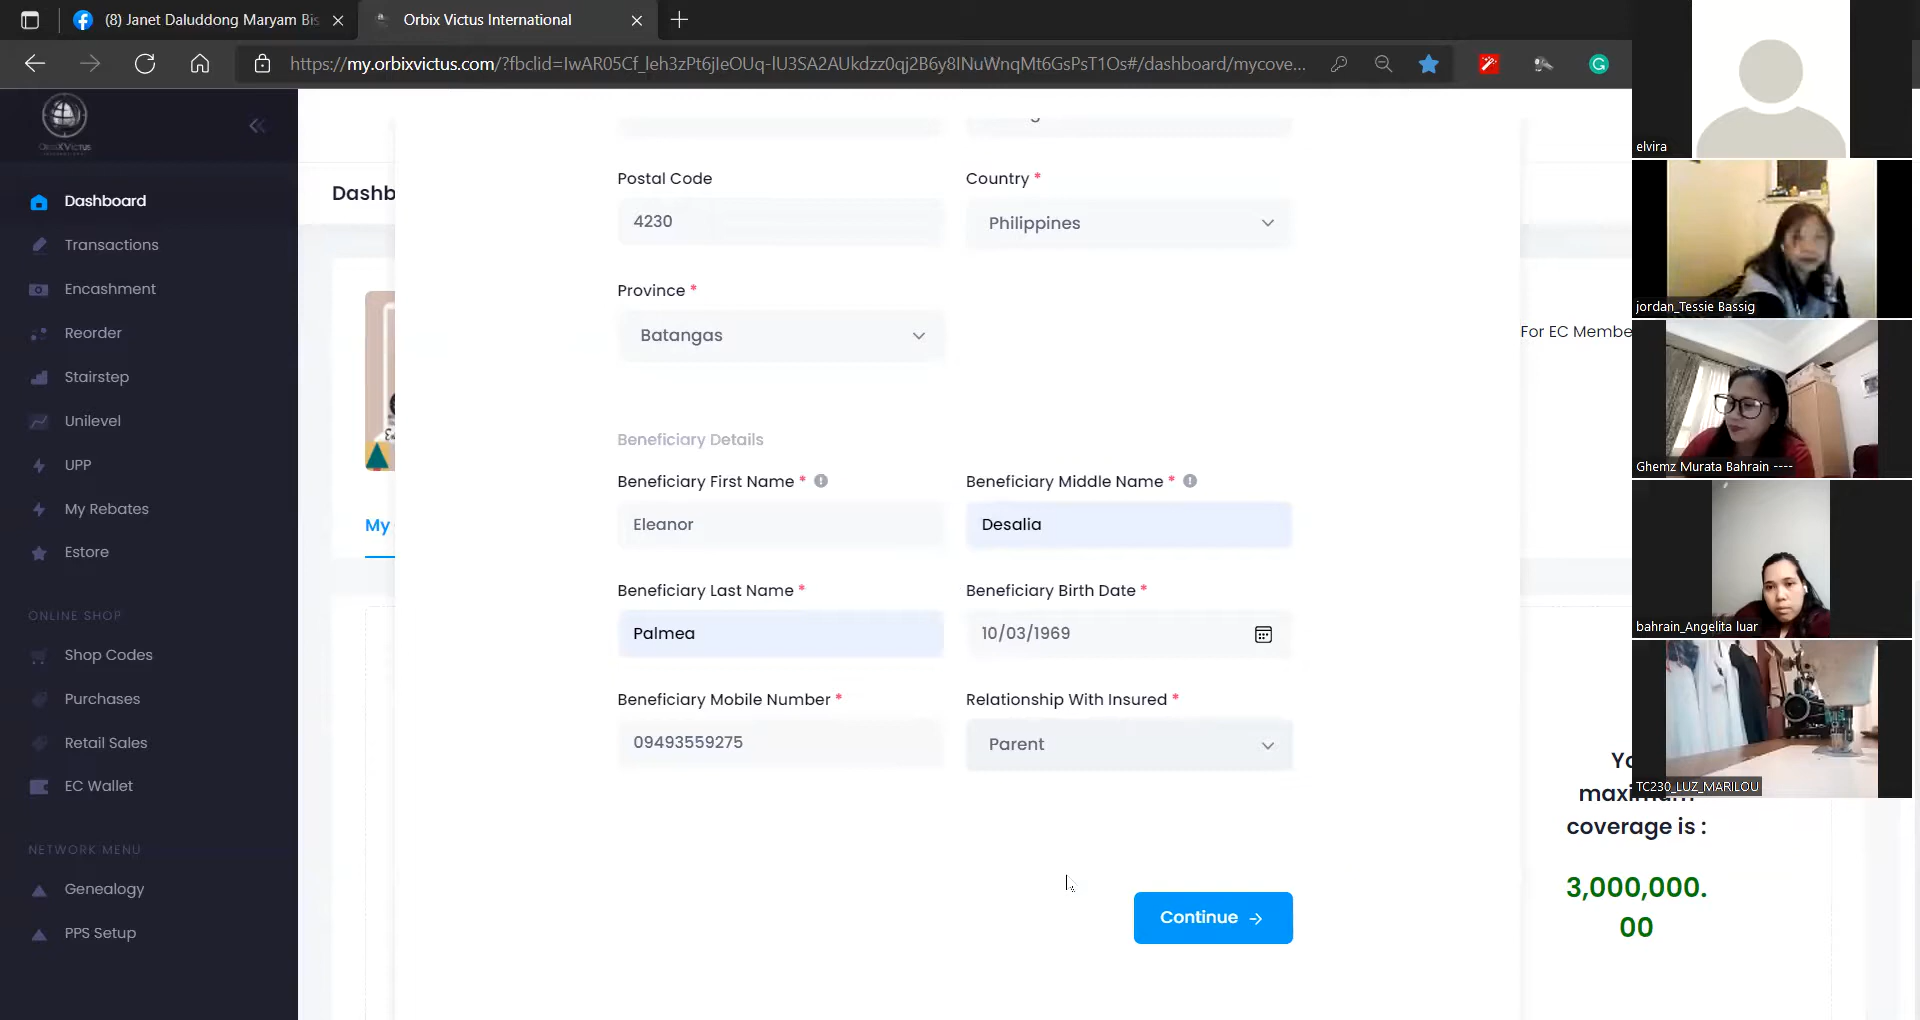 (8) Janet Daluddong Maryam Bis
Orbix Victus International
https://my.orbixvictus.com/?fbclid=IwAR05Cf_leh3zPt6jIeOUq-lU3SA2AUkdzz0qj2B6y8lNuWnqMt6GsPsT1Os#/dashboard/mycove...
Dashboard
Transactions
Encashment
Reorder
Stairstep
Unilevel
UPP
My Rebates
Estore
ONLINE SHOP
Shop Codes
Purchases
Retail Sales
EC Wallet
NETWORK MENU
Genealogy
PPS Setup
Dashb
My
Postal Code
Country *
4230
Philippines
Province *
Batangas
Beneficiary Details
Beneficiary First Name *
Beneficiary Middle Name *
Eleanor
Desalia
Beneficiary Last Name *
Beneficiary Birth Date *
Palmea
10/03/1969
Beneficiary Mobile Number *
Relationship With Insured *
09493559275
Parent
Continue
For EC Membe
coverage is :
3,000,000.
00
elvira
jordan_Tessie Bassig
Ghemz Murata Bahrain ----
bahrain_Angelita luar
TC230_LUZ_MARILOU